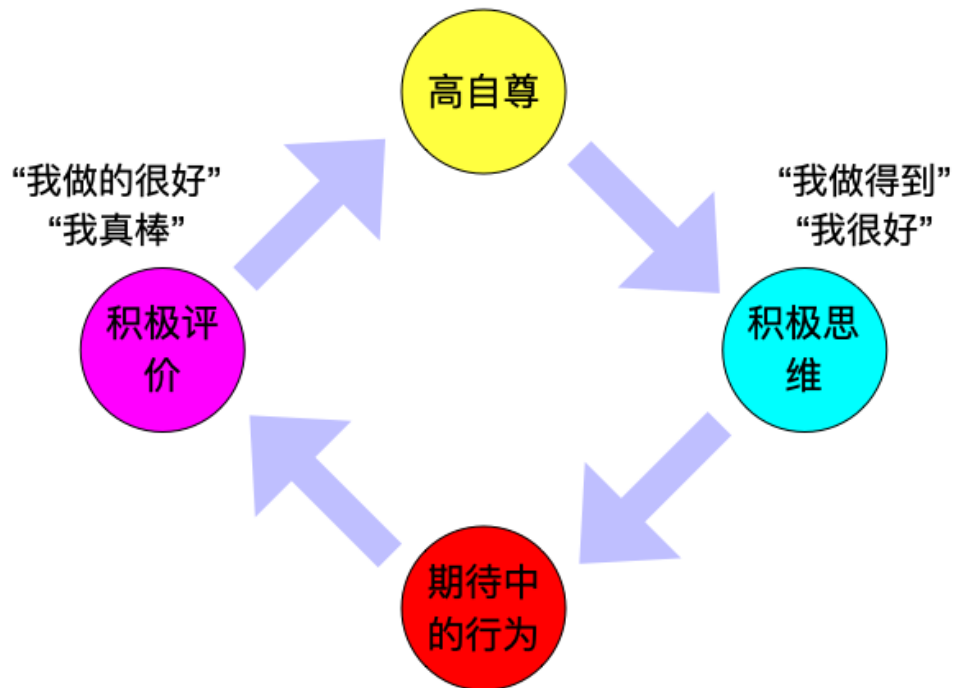 高自尊
“我做的很好”
“我真棒”
“我做得到”
“我很好”
积极评
价
积极思
维
期待中
的行为